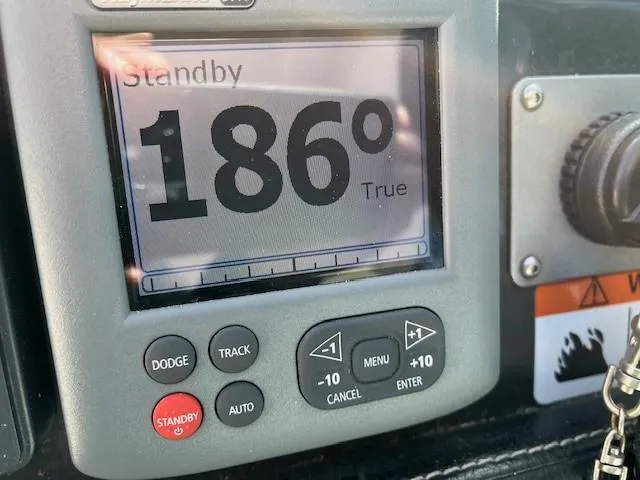 Standby
186°
True
DODGE
TRACK
-1
+1
MENU
-10
+10
CANCEL
ENTER
STANDBY
AUTO